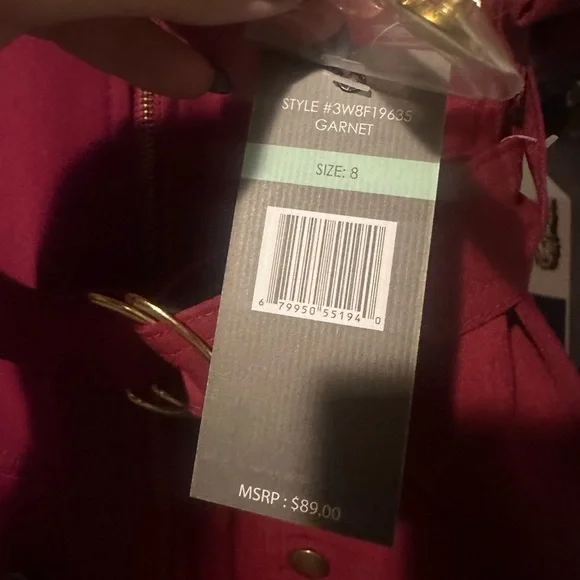 STYLE #3W8F19635
GARNET
SIZE: 8
6 79950 55194 0
MSRP : $89.00